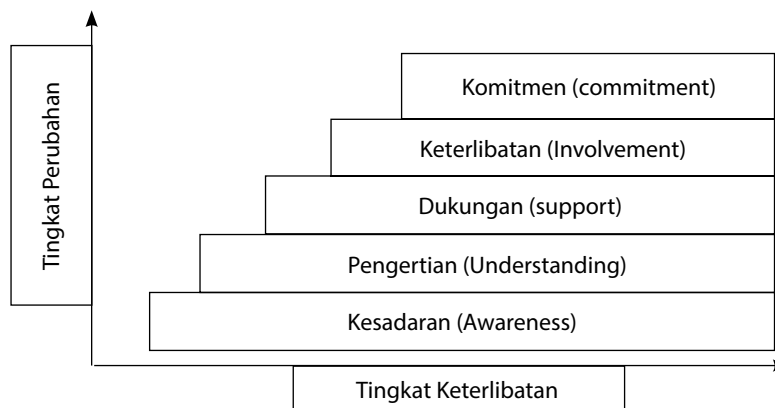 Tingkat Perubahan
Komitmen (commitment)
Keterlibatan (Involvement)
Dukungan (support)
Pengertian (Understanding)
Kesadaran (Awareness)
Tingkat Keterlibatan